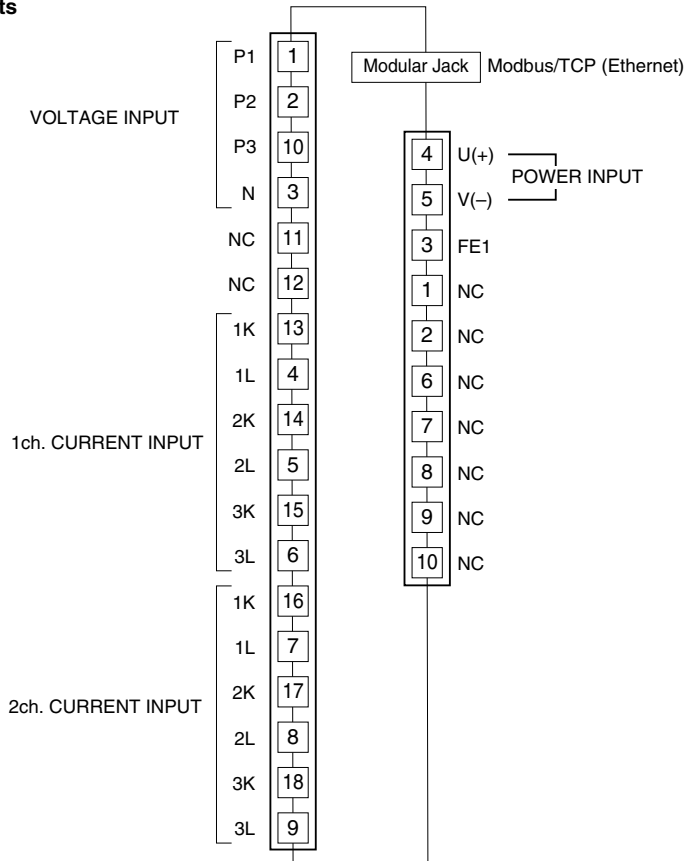 ts
P1 1
P2 2
VOLTAGE INPUT
P3 10
N 3
NC 11
NC 12
1K 13
1L 4
2K 14
1ch. CURRENT INPUT
2L 5
3K 15
3L 6
1K 16
1L 7
2K 17
2ch. CURRENT INPUT
2L 8
3K 18
3L 9
Modular Jack Modbus/TCP (Ethernet)
4 U(+)
POWER INPUT
5 V(–)
3 FE1
1 NC
2 NC
6 NC
7 NC
8 NC
9 NC
10 NC